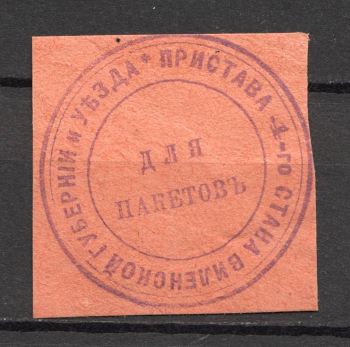 ПРИСТАВА 4-го СТАНА ВИЛЕНСКОЙ ГУБЕРНІИ и УѢЗДА *
ДЛЯ
ПАКЕТОВЪ